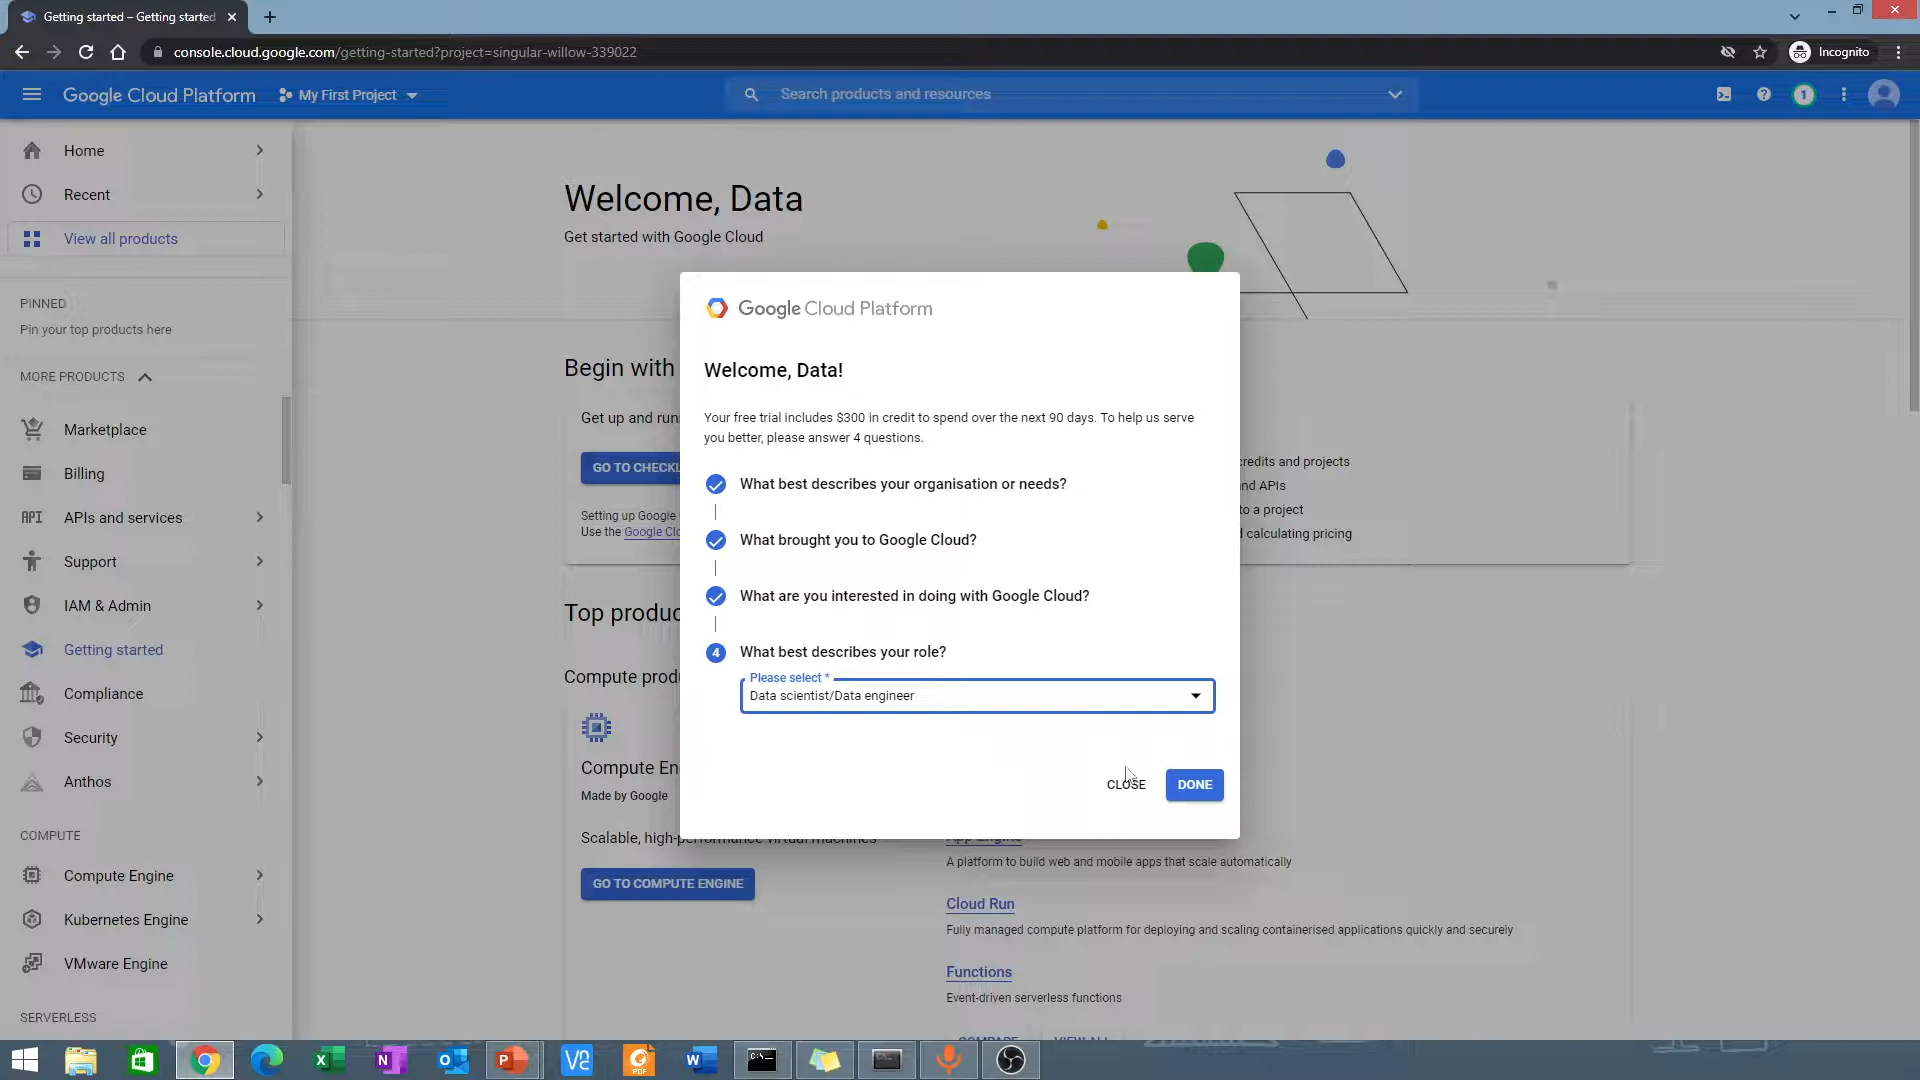 Getting started – Getting started
console.cloud.google.com/getting-started?project=singular-willow-339022
Incognito
Google Cloud Platform
My First Project
Search products and resources
1
Home
Recent
View all products
PINNED
Pin your top products here
MORE PRODUCTS
Marketplace
Billing
API APIs and services
Support
IAM & Admin
Getting started
Compliance
Security
Anthos
COMPUTE
Compute Engine
Kubernetes Engine
VMware Engine
SERVERLESS
Welcome, Data
Get started with Google Cloud
Begin with
Get up and
GO TO
Setting up Google
Use the
credits and projects
APIs
to a project
calculating pricing
Top
Compute
Compute
Made by Google
Scalable,
GO TO COMPUTE ENGINE
Google Cloud Platform
Welcome, Data!
Your free trial includes $300 in credit to spend over the next 90 days. To help us serve
you better, please answer 4 questions.
What best describes your organisation or needs?
What brought you to Google Cloud?
What are you interested in doing with Google Cloud?
4 What best describes your role?
Please select *
Data scientist/Data engineer
CLOSE
DONE
App Engine
A platform to build web and mobile apps that scale automatically
Cloud Run
Fully managed compute platform for deploying and scaling containerised applications quickly and securely
Functions
Event-driven serverless functions